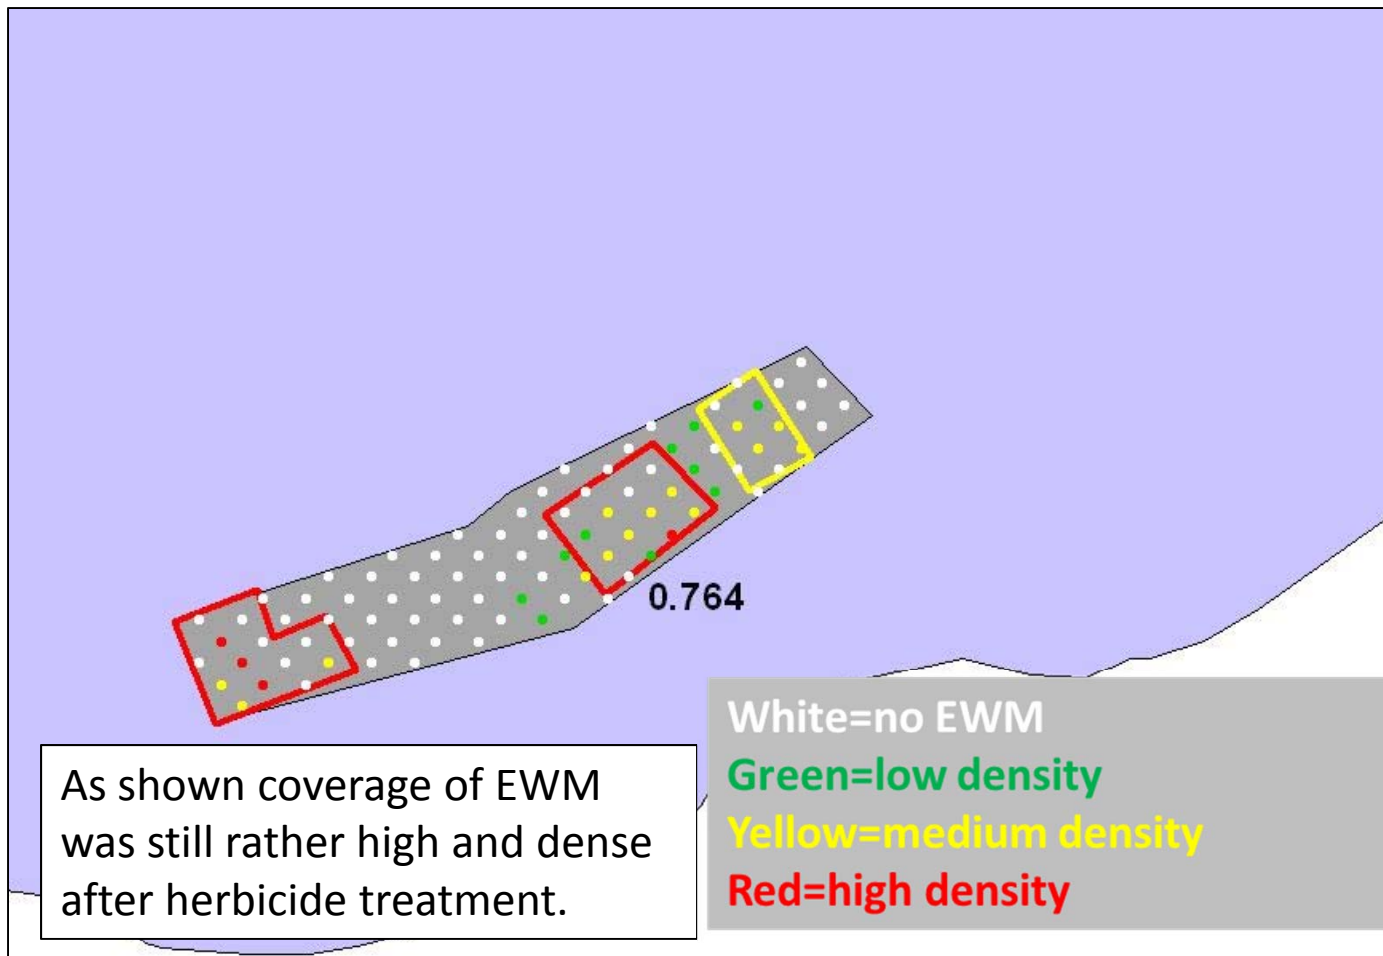 0.764
White=no EWM
Green=low density
Yellow=medium density
Red=high density
As shown coverage of EWM
was still rather high and dense
after herbicide treatment.